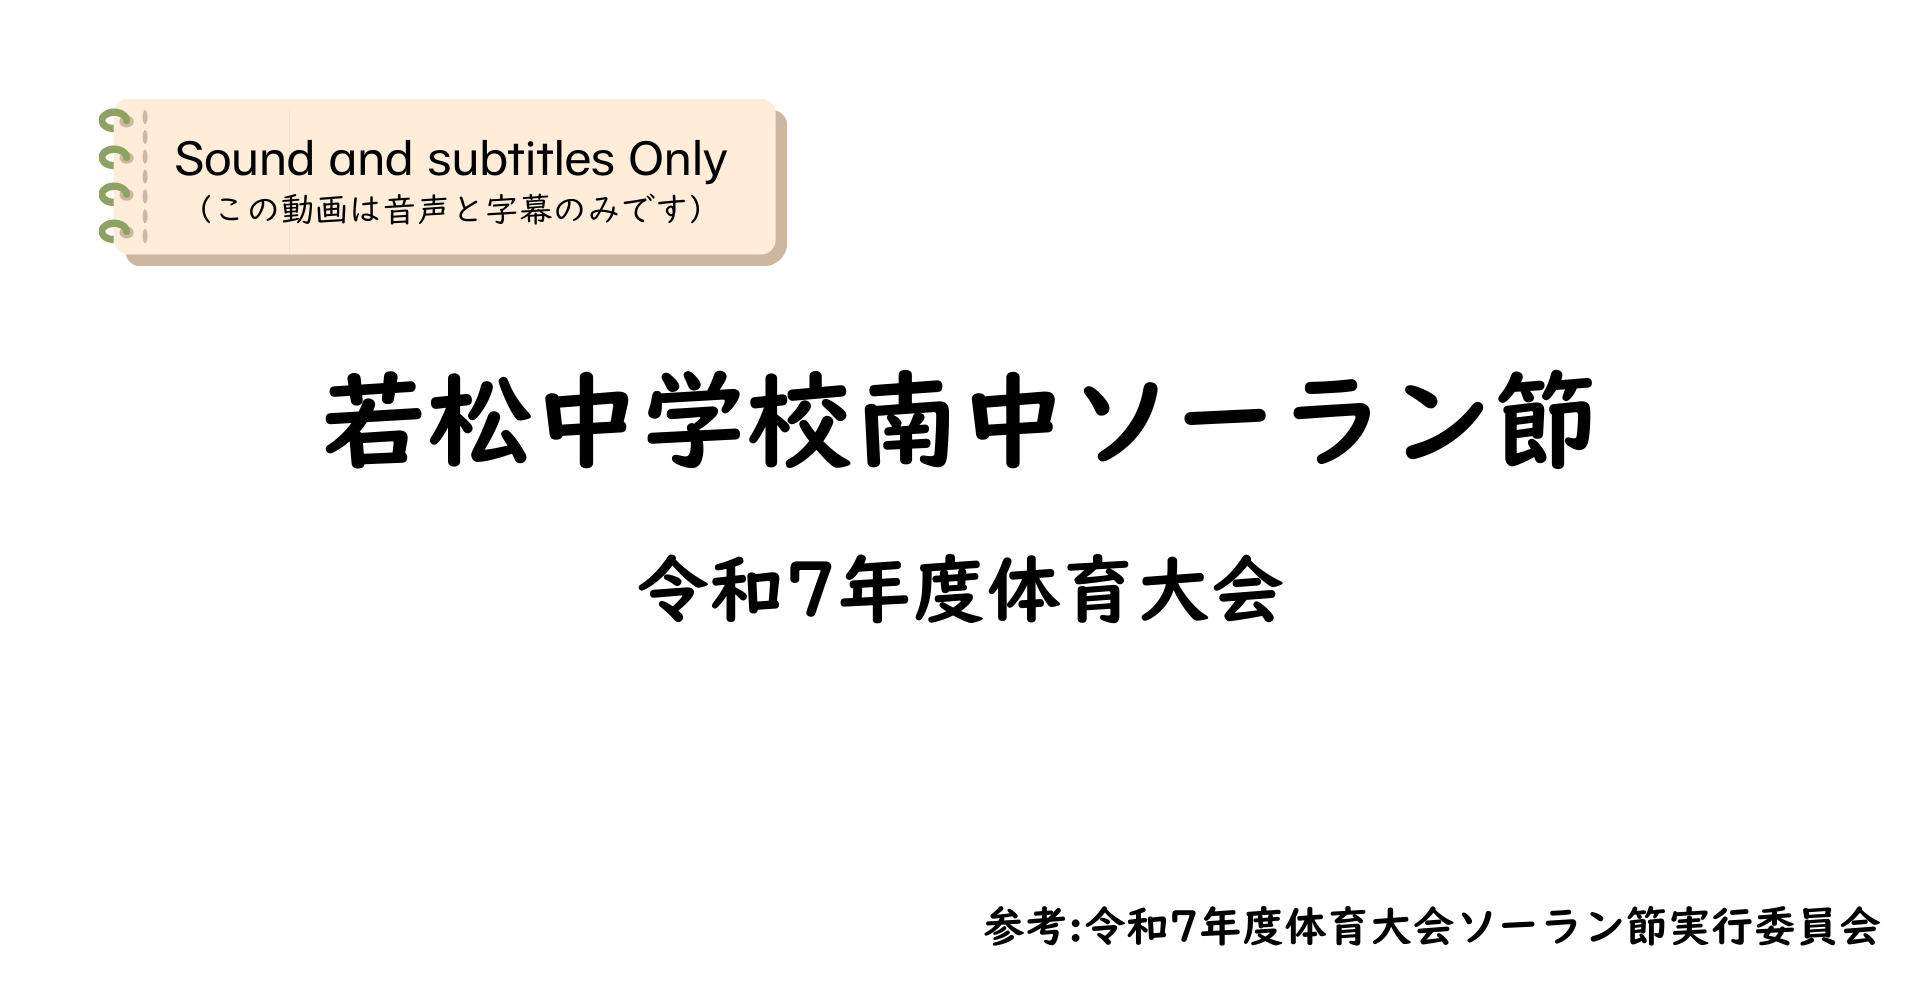 Sound and subtitles Only
（この動画は音声と字幕のみです）
若松中学校南中ソーラン節
令和7年度体育大会
参考:令和7年度体育大会ソーラン節実行委員会